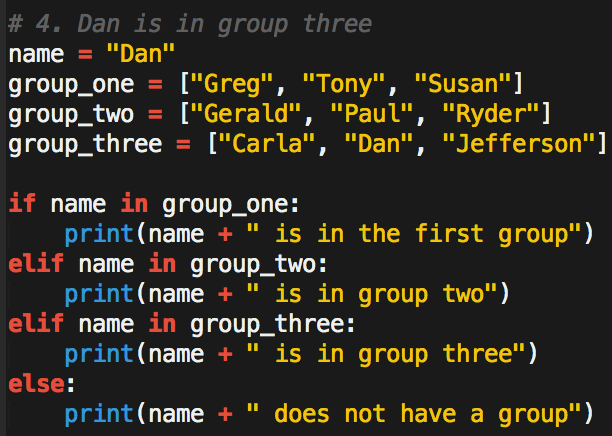 # 4. Dan is in group three
name = "Dan"
group_one = ["Greg", "Tony", "Susan"]
group_two = ["Gerald", "Paul", "Ryder"]
group_three = ["Carla", "Dan", "Jefferson"]

if name in group_one:
    print(name + " is in the first group")
elif name in group_two:
    print(name + " is in group two")
elif name in group_three:
    print(name + " is in group three")
else:
    print(name + " does not have a group")